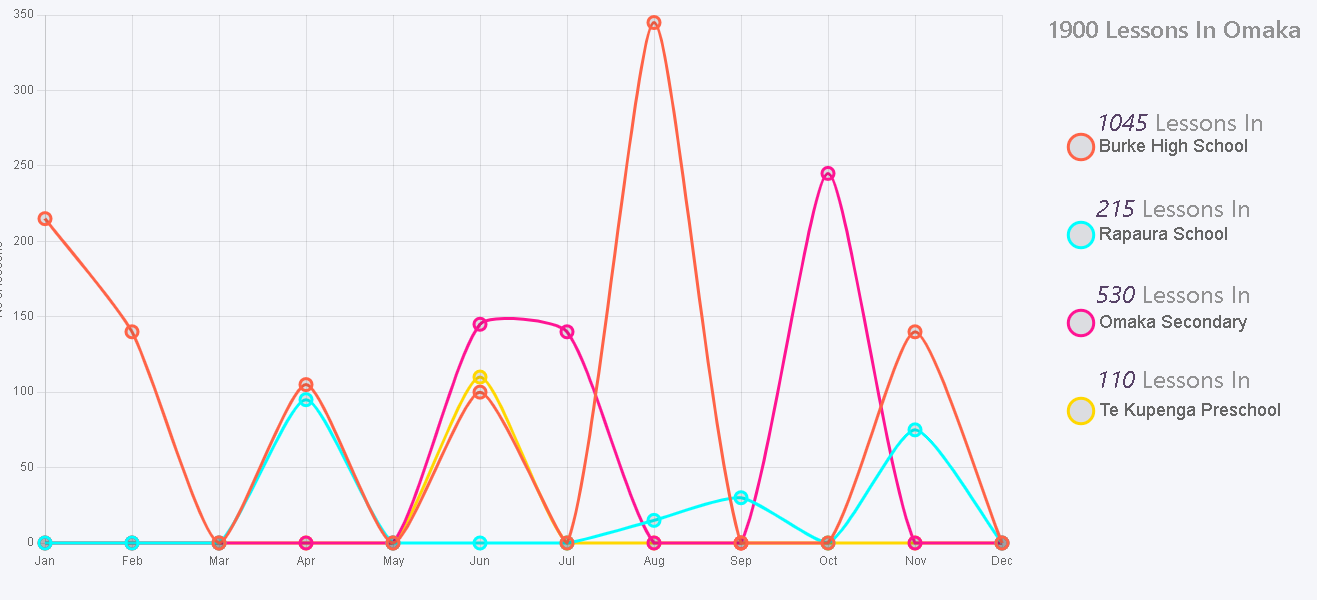 1900 Lessons In Omaka
350
300
250
200
150
100
50
0
Jan Feb Mar Apr May Jun Jul Aug Sep Oct Nov Dec
1045 Lessons In
Burke High School
215 Lessons In
Rapaura School
530 Lessons In
Omaka Secondary
110 Lessons In
Te Kupenga Preschool